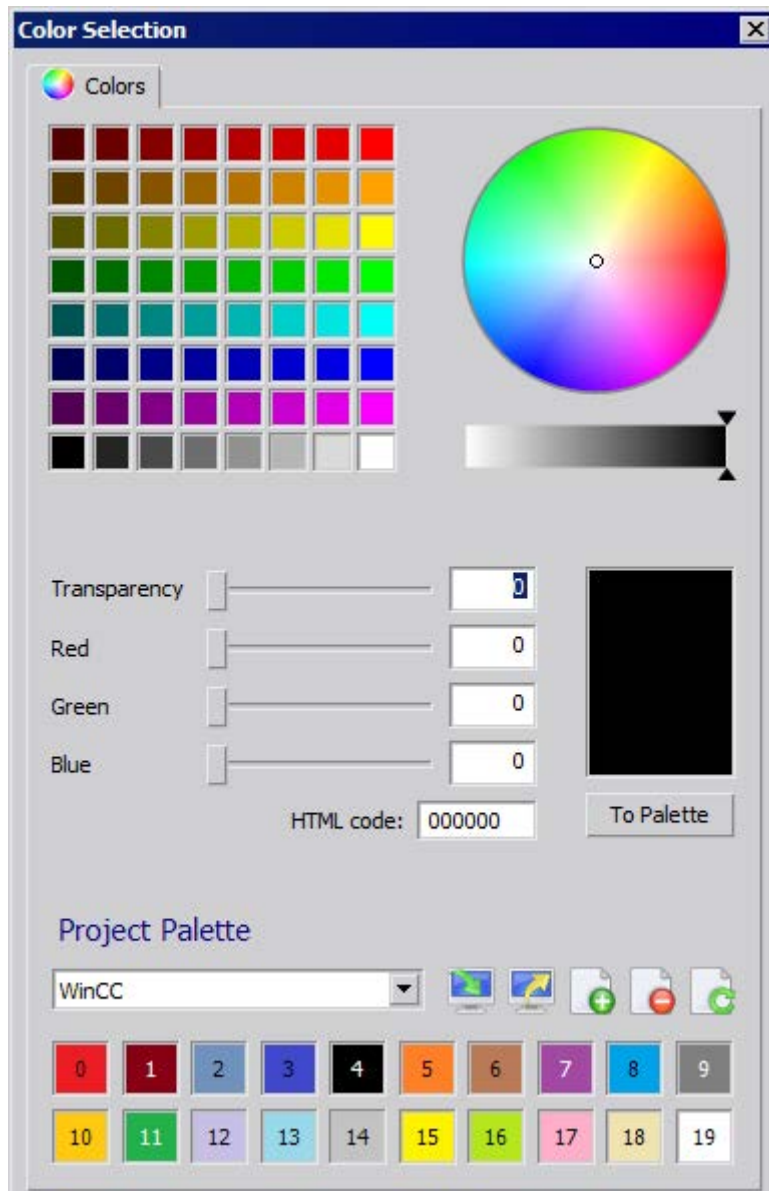 Color Selection
Colors
Transparency 0
Red 0
Green 0
Blue 0
HTML code: 000000 To Palette
Project Palette
WinCC
0 1 2 3 4 5 6 7 8 9
10 11 12 13 14 15 16 17 18 19